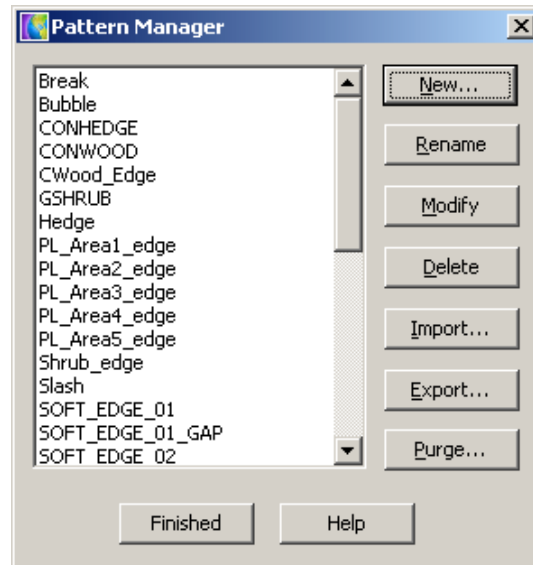 Pattern Manager
Break
Bubble
CONHEDGE
CONWOOD
CWood_Edge
GSHRUB
Hedge
PL_Area1_edge
PL_Area2_edge
PL_Area3_edge
PL_Area4_edge
PL_Area5_edge
Shrub_edge
Slash
SOFT_EDGE_01
SOFT_EDGE_01_GAP
SOFT_EDGE_02
New...
Rename
Modify
Delete
Import...
Export...
Purge...
Finished
Help